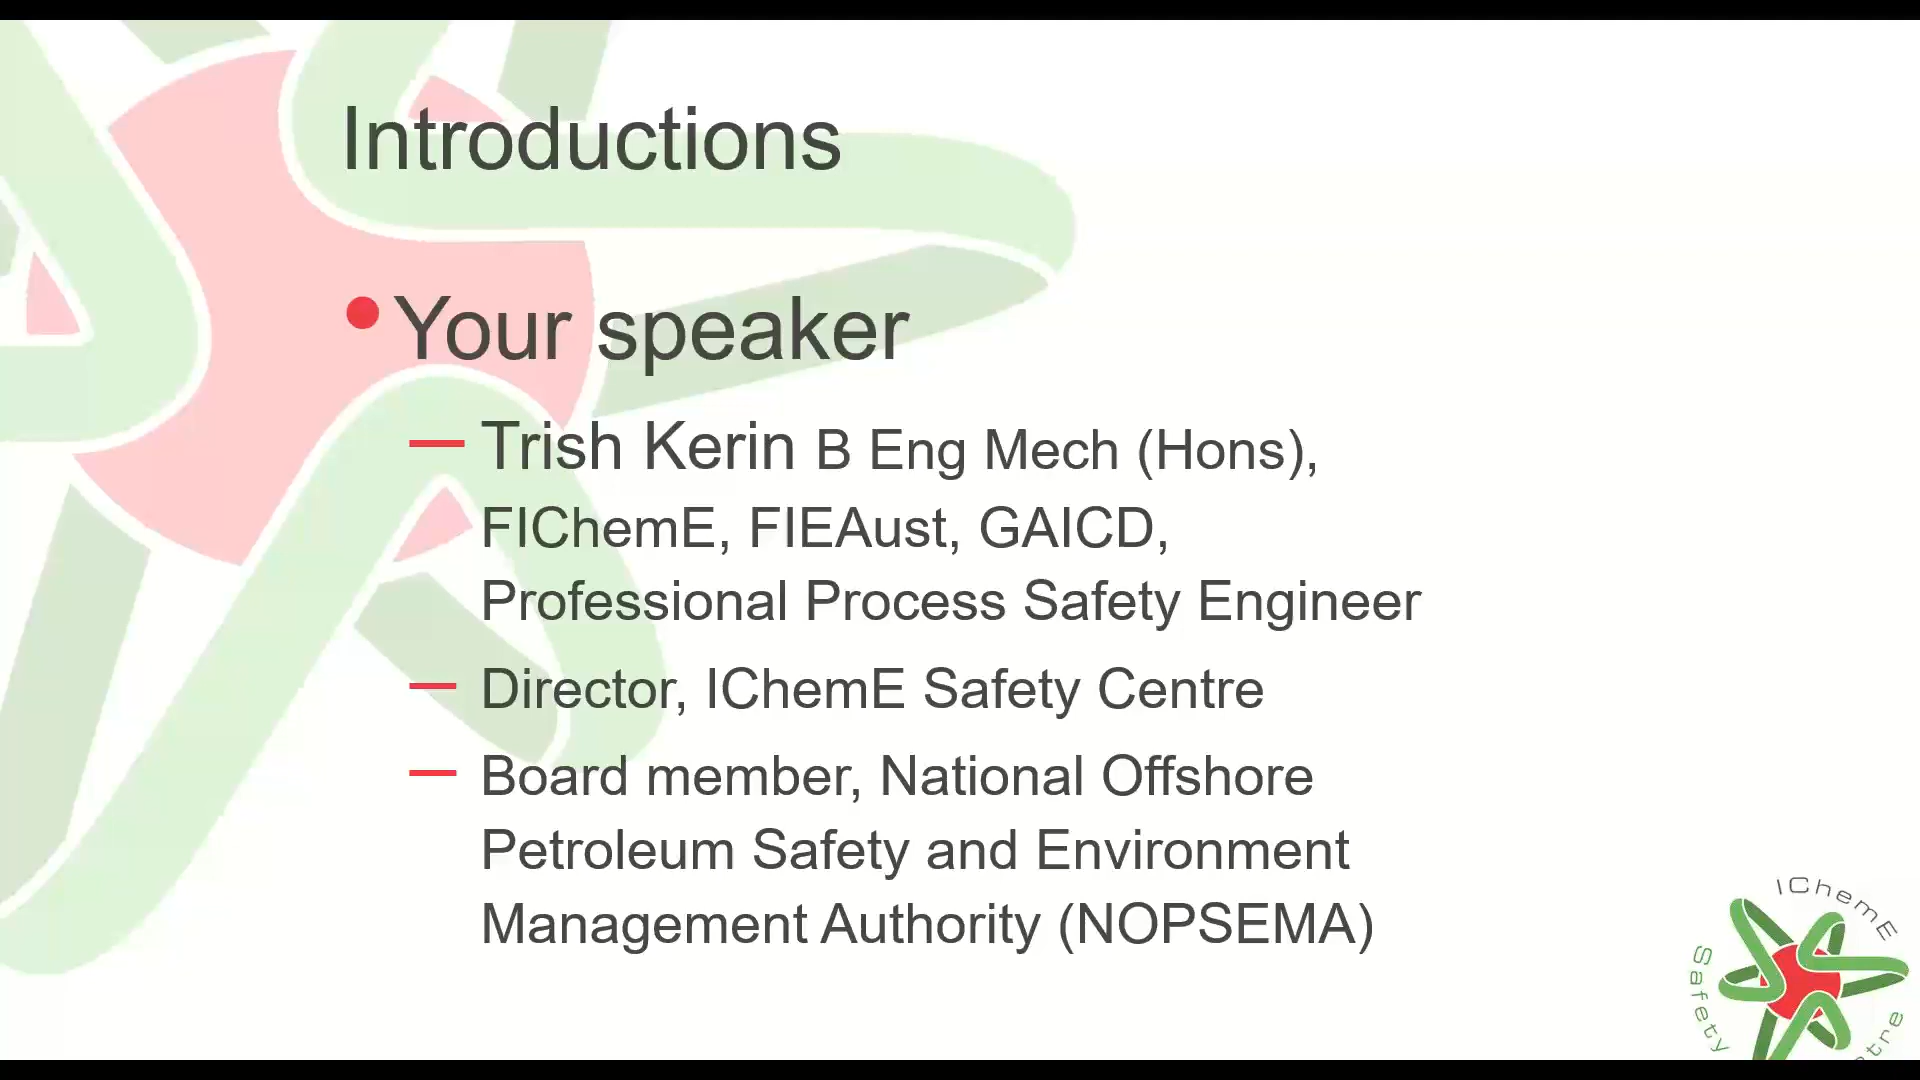 Introductions
Your speaker
Trish Kerin B Eng Mech (Hons),
FIChemE, FIEAust, GAICD,
Professional Process Safety Engineer
Director, IChemE Safety Centre
Board member, National Offshore
Petroleum Safety and Environment
Management Authority (NOPSEMA)
IChemE
Safety